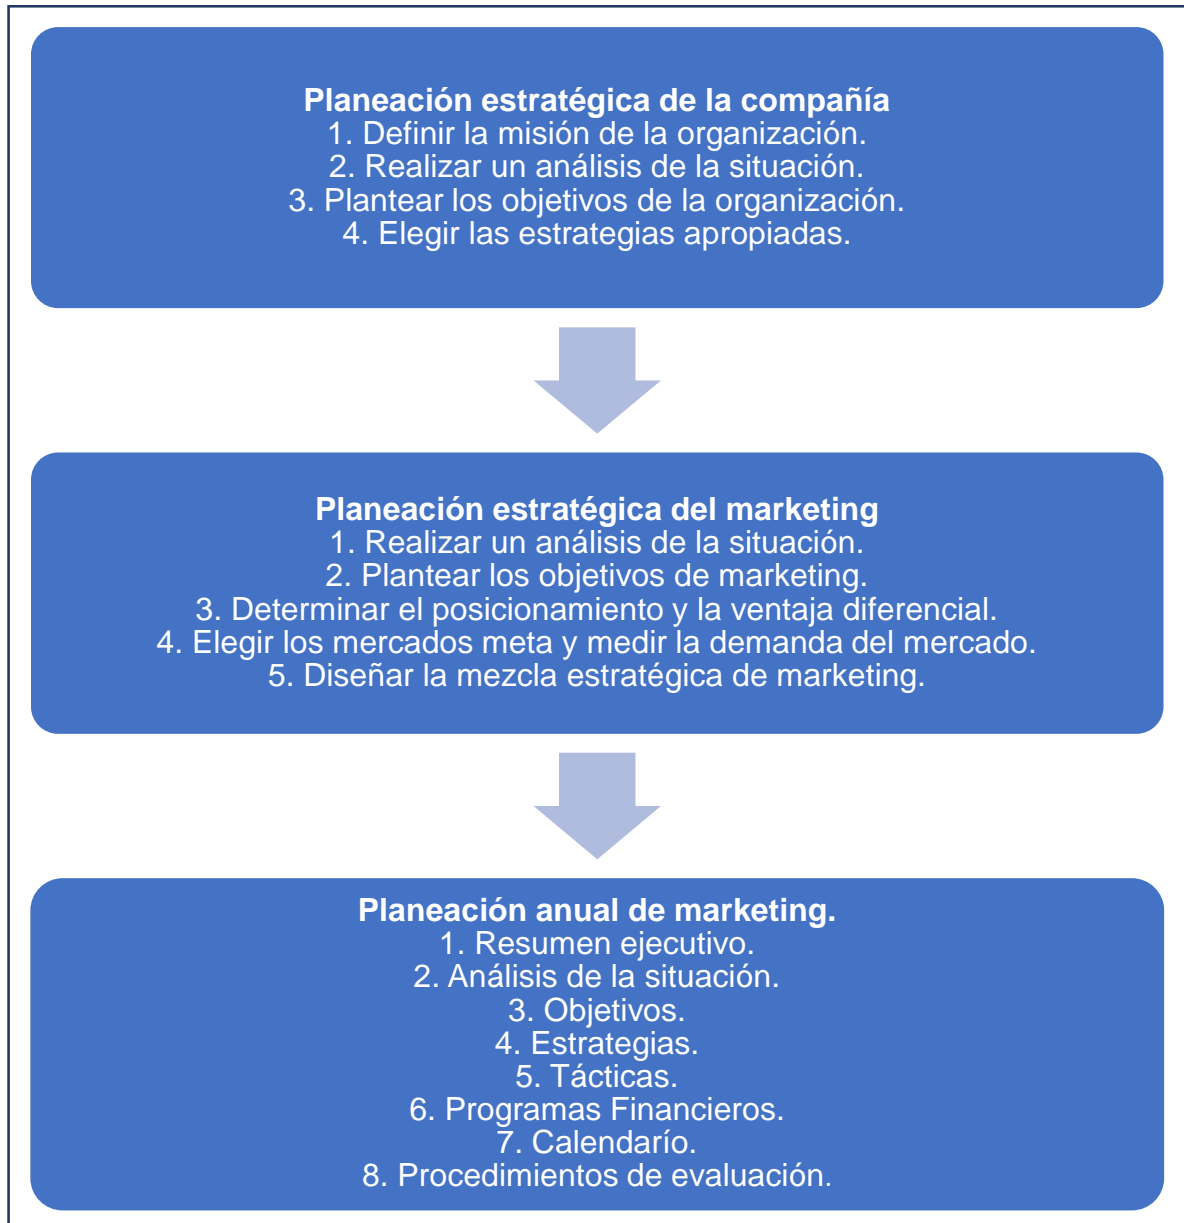 Planeación estratégica de la compañía
1. Definir la misión de la organización.
2. Realizar un análisis de la situación.
3. Plantear los objetivos de la organización.
4. Elegir las estrategias apropiadas.
Planeación estratégica del marketing
1. Realizar un análisis de la situación.
2. Plantear los objetivos de marketing.
3. Determinar el posicionamiento y la ventaja diferencial.
4. Elegir los mercados meta y medir la demanda del mercado.
5. Diseñar la mezcla estratégica de marketing.
Planeación anual de marketing.
1. Resumen ejecutivo.
2. Análisis de la situación.
3. Objetivos.
4. Estrategias.
5. Tácticas.
6. Programas Financieros.
7. Calendarío.
8. Procedimientos de evaluación.